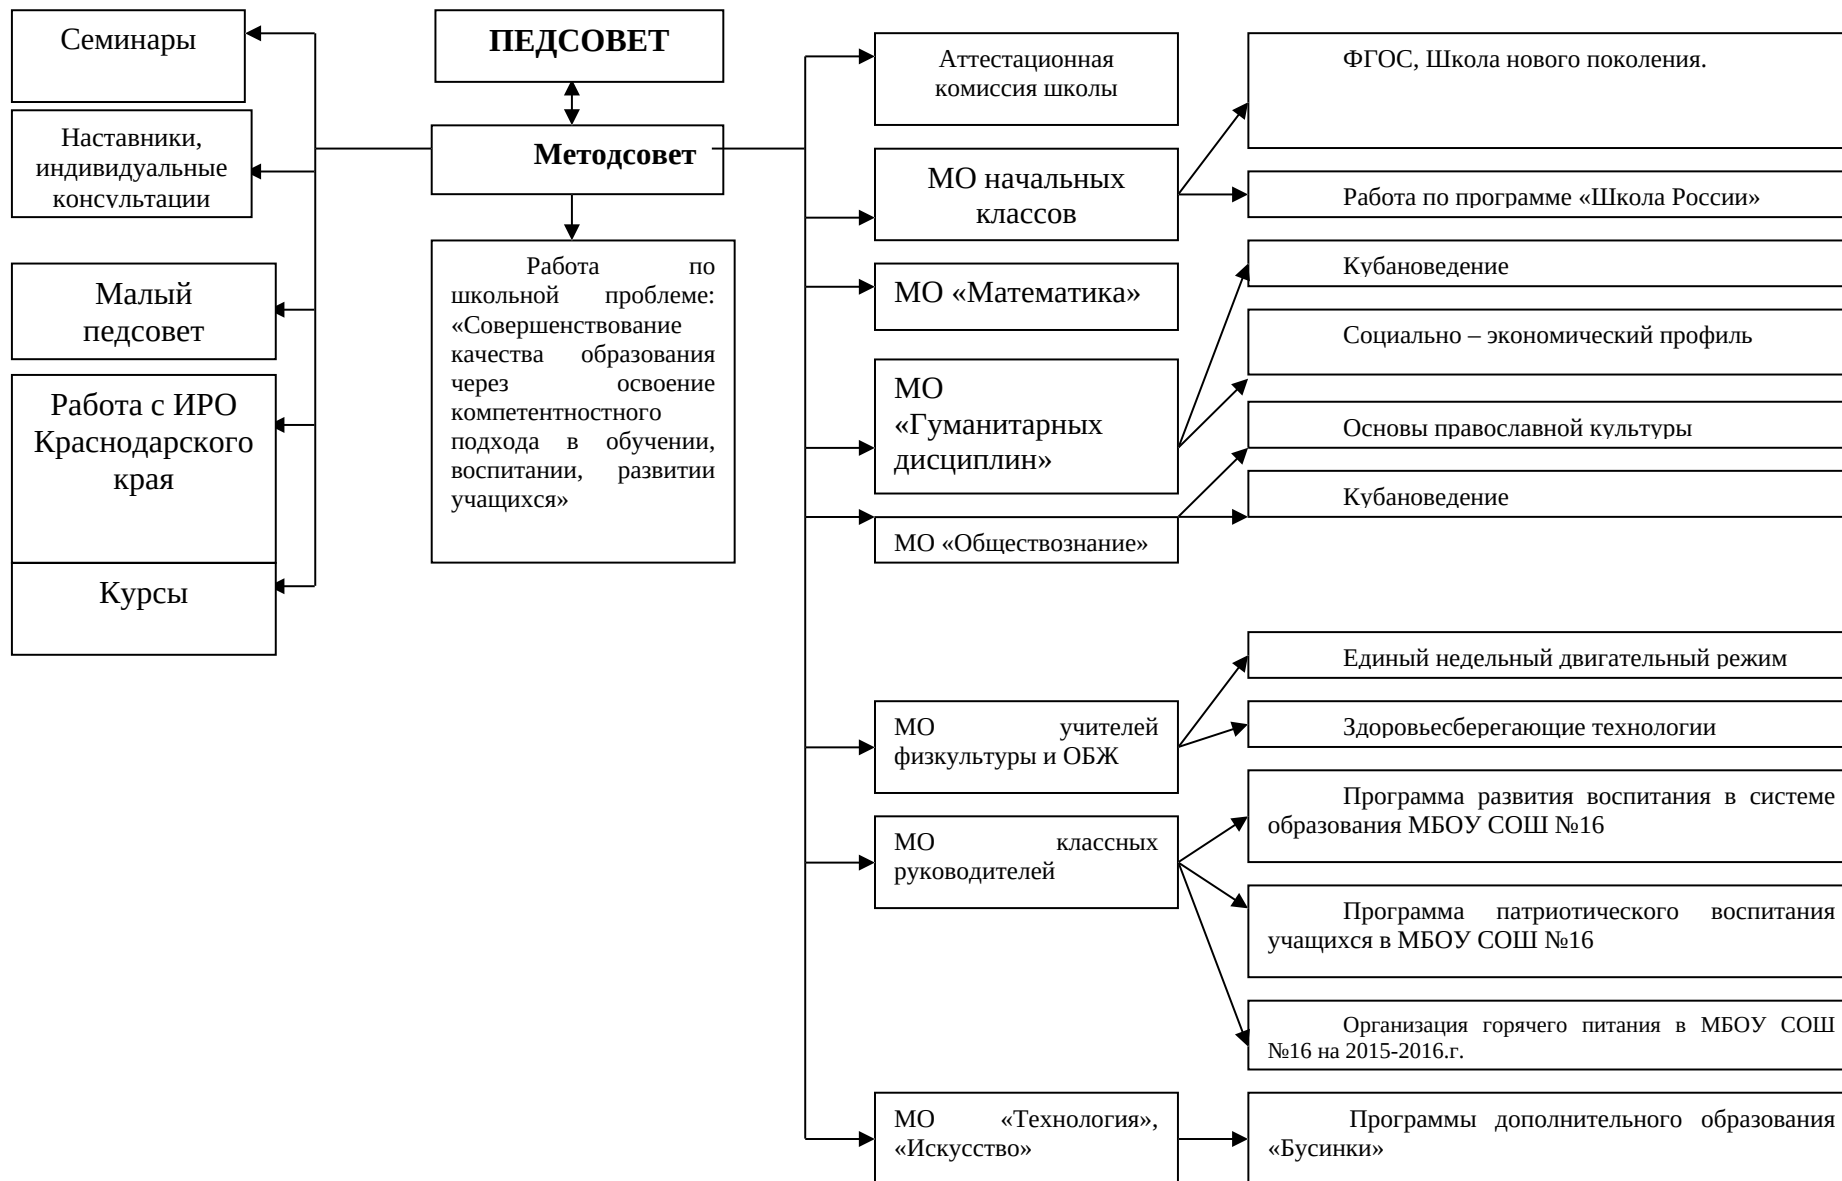 Семинары
Наставники,
индивидуальные
консультации
Малый
педсовет
Работа с ИРО
Краснодарского
края
Курсы
ПЕДСОВЕТ
Методсовет
Работа по
школьной проблеме:
«Совершенствование
качества образования
через освоение
компетентностного
подхода в обучении,
воспитании, развитии
учащихся»
Аттестационная
комиссия школы
МО начальных
классов
МО «Математика»
МО
«Гуманитарных
дисциплин»
МО «Обществознание»
МО учителей
физкультуры и ОБЖ
МО классных
руководителей
МО «Технология»,
«Искусство»
ФГОС, Школа нового поколения.
Работа по программе «Школа России»
Кубановедение
Социально – экономический профиль
Основы православной культуры
Кубановедение
Единый недельный двигательный режим
Здоровьесберегающие технологии
Программа развития воспитания в системе
образования МБОУ СОШ №16
Программа патриотического воспитания
учащихся в МБОУ СОШ №16
Организация горячего питания в МБОУ СОШ
№16 на 2015-2016.г.
Программы дополнительного образования
«Бусинки»